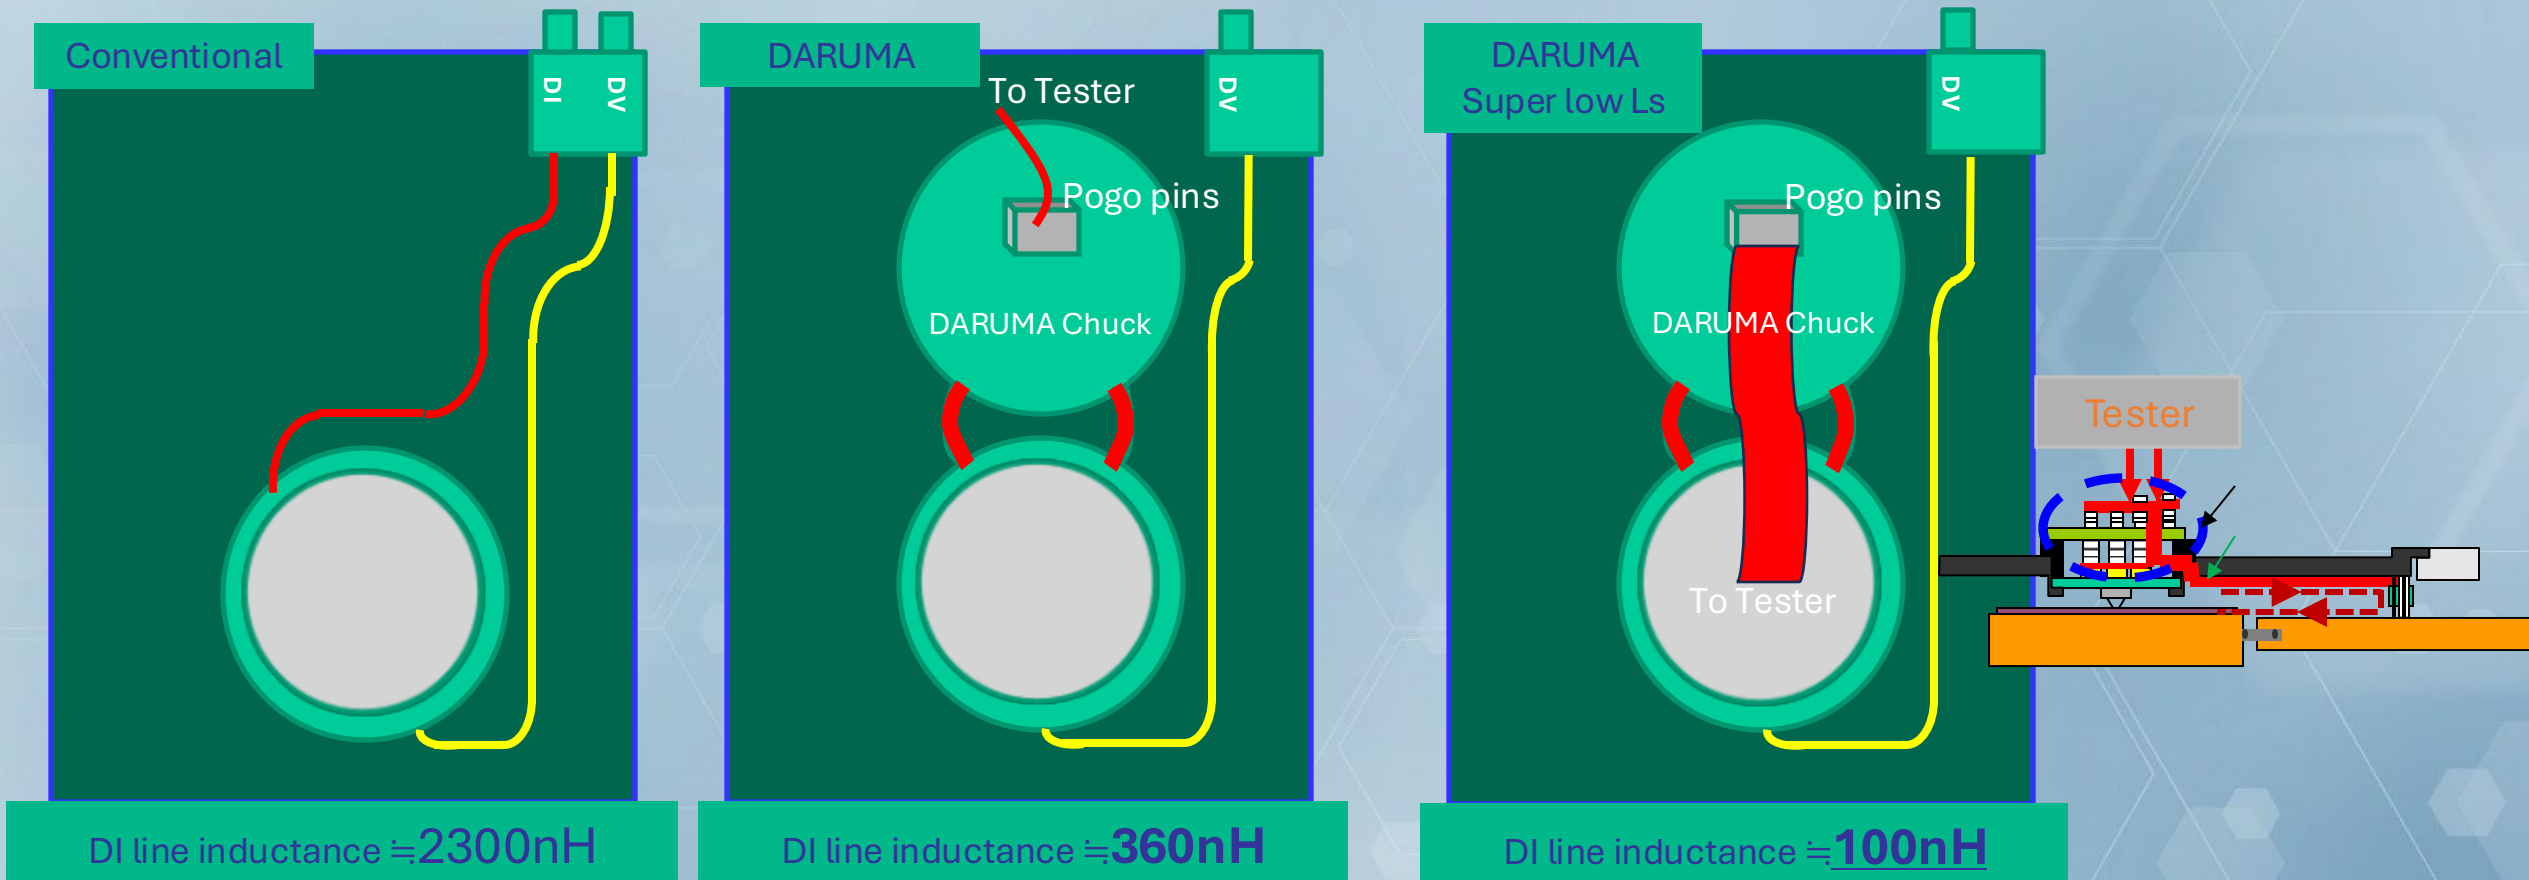 Conventional
DI
DV
DI line inductance ≒2300nH
DARUMA
To Tester
DV
Pogo pins
DARUMA Chuck
DI line inductance ≒360nH
DARUMA
Super low Ls
DV
Pogo pins
DARUMA Chuck
To Tester
Tester
DI line inductance ≒100nH